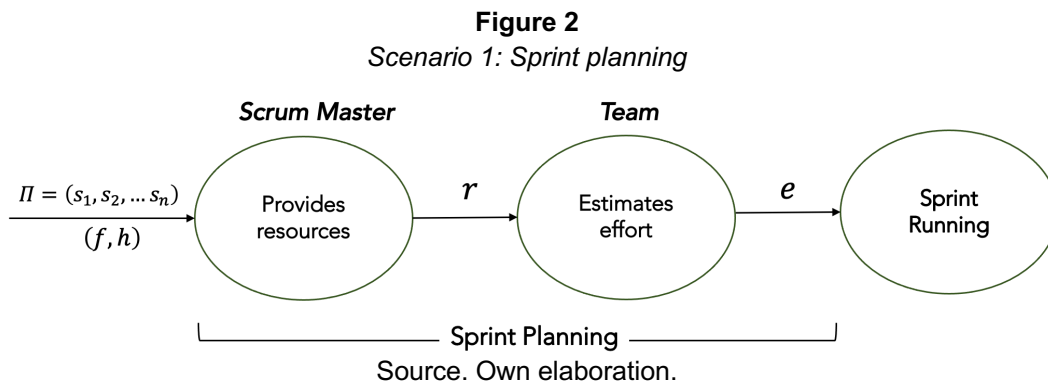 Figure 2
Scenario 1: Sprint planning
Scrum Master
Team
Π = (s₁, s₂, … sₙ)
(f, h)
Provides
resources
r
Estimates
effort
e
Sprint
Running
Sprint Planning
Source. Own elaboration.